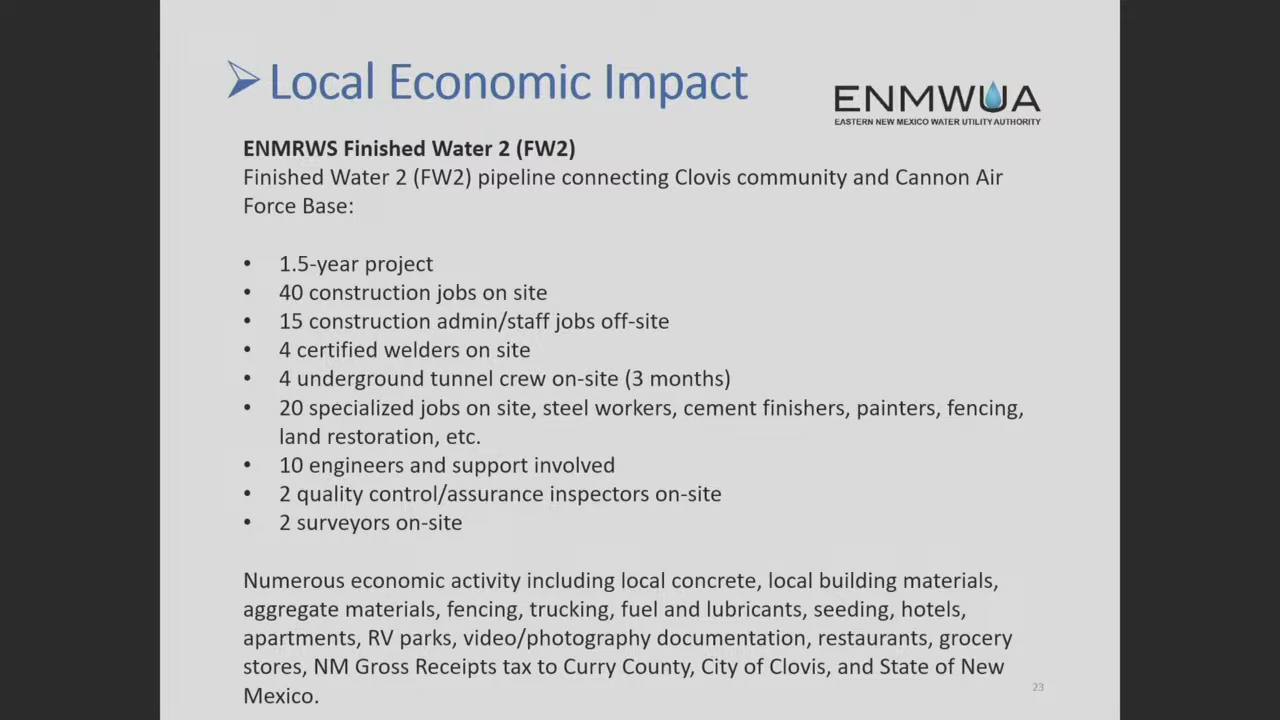 Local Economic Impact
ENMWUA
EASTERN NEW MEXICO WATER UTILITY AUTHORITY
ENMRWS Finished Water 2 (FW2)
Finished Water 2 (FW2) pipeline connecting Clovis community and Cannon Air
Force Base:
• 1.5-year project
• 40 construction jobs on site
• 15 construction admin/staff jobs off-site
• 4 certified welders on site
• 4 underground tunnel crew on-site (3 months)
• 20 specialized jobs on site, steel workers, cement finishers, painters, fencing,
land restoration, etc.
• 10 engineers and support involved
• 2 quality control/assurance inspectors on-site
• 2 surveyors on-site
Numerous economic activity including local concrete, local building materials,
aggregate materials, fencing, trucking, fuel and lubricants, seeding, hotels,
apartments, RV parks, video/photography documentation, restaurants, grocery
stores, NM Gross Receipts tax to Curry County, City of Clovis, and State of New
Mexico.
23